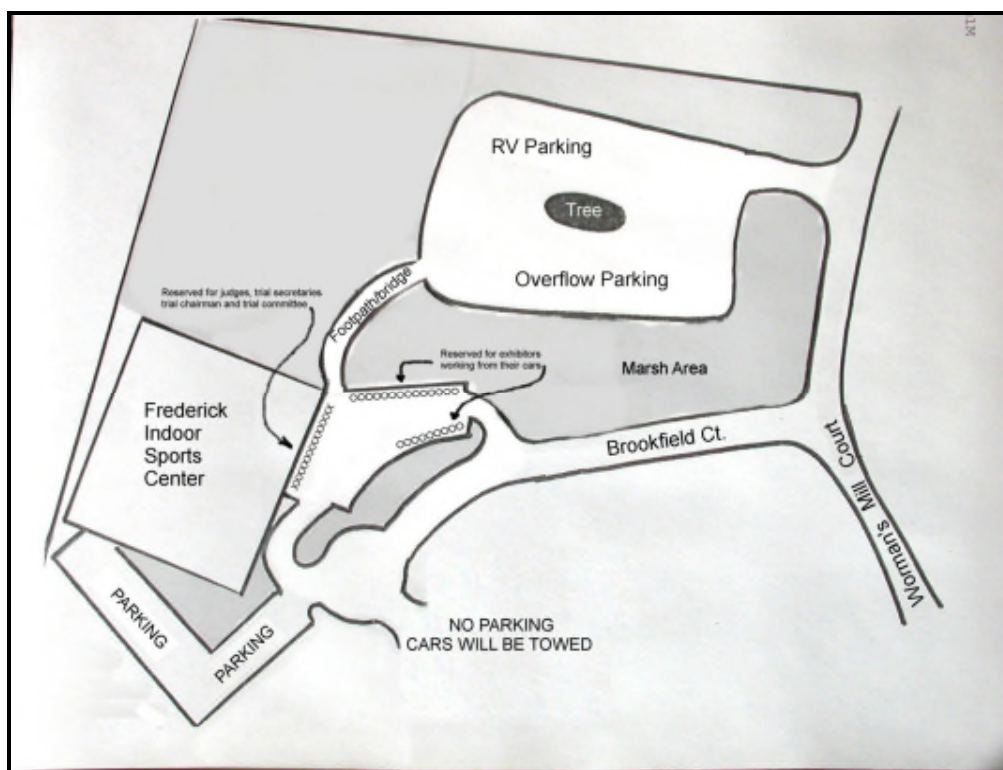 RV Parking
Tree
Overflow Parking
Footpath/bridge
Reserved for judges, trial secretaries
trial chairman and trial committee
Reserved for exhibitors
working from their cars
Marsh Area
Frederick
Indoor
Sports
Center
Brookfield Ct.
Worman's Mill Court
PARKING
PARKING
NO PARKING
CARS WILL BE TOWED